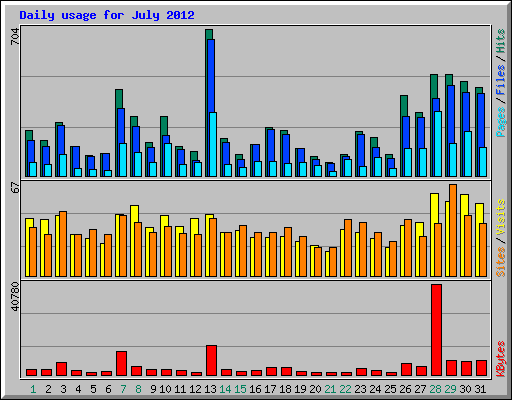 Daily usage for July 2012
704
Pages / Files / Hits
67
Sites / Visits
40780
KBytes
1 2 3 4 5 6 7 8 9 10 11 12 13 14 15 16 17 18 19 20 21 22 23 24 25 26 27 28 29 30 31